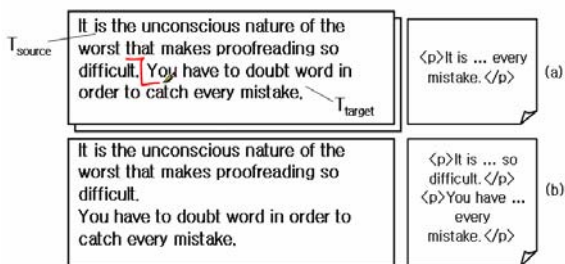 T source
It is the unconscious nature of the
worst that makes proofreading so
difficult. You have to doubt word in
order to catch every mistake.
T target
<p>It is ... every
mistake.</p>
(a)
It is the unconscious nature of the
worst that makes proofreading so
difficult.
You have to doubt word in order to
catch every mistake.
<p>It is ... so
difficult.</p>
<p>You have ...
every
mistake.</p>
(b)